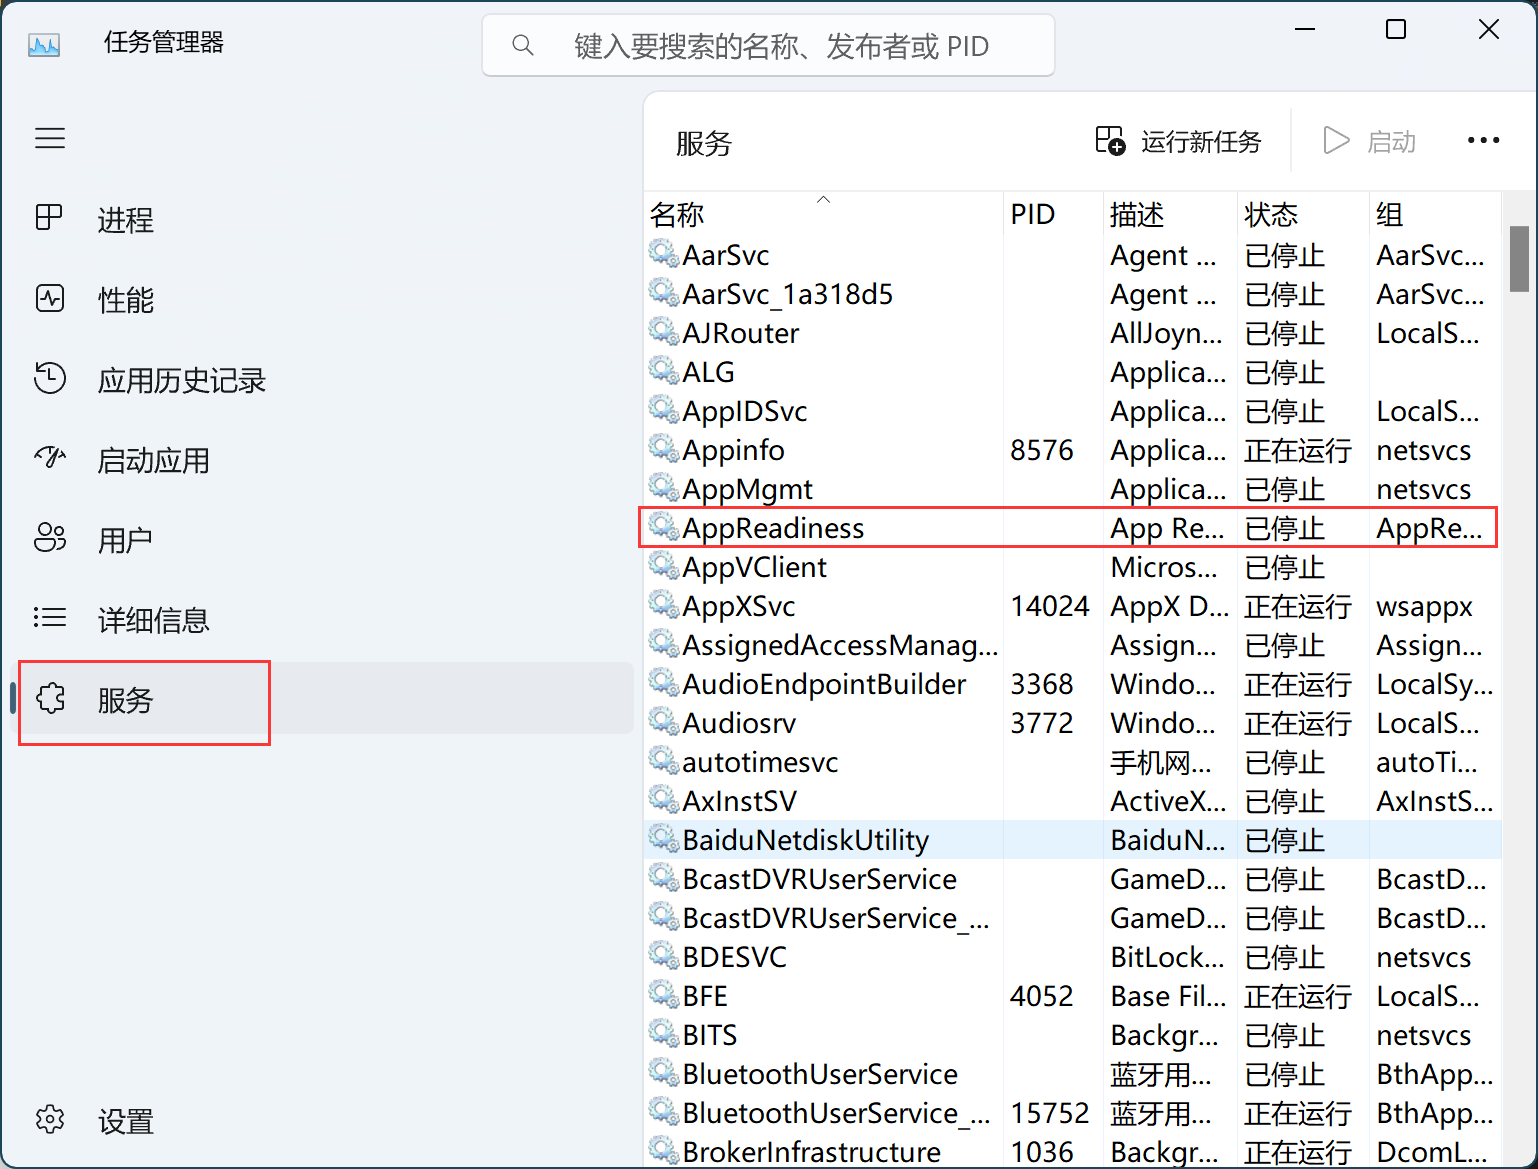 任务管理器
键入要搜索的名称、发布者或 PID
进程
性能
应用历史记录
启动应用
用户
详细信息
服务
设置
服务
运行新任务
启动
名称 PID 描述 状态 组
AarSvc Agent ... 已停止 AarSvc...
AarSvc_1a318d5 Agent ... 已停止 AarSvc...
AJRouter AllJoyn... 已停止 LocalS...
ALG Applica... 已停止
AppIDSvc Applica... 已停止 LocalS...
Appinfo 8576 Applica... 正在运行 netsvcs
AppMgmt Applica... 已停止 netsvcs
AppReadiness App Re... 已停止 AppRe...
AppVClient Micros... 已停止
AppXSvc 14024 AppX D... 正在运行 wsappx
AssignedAccessManag... Assign... 已停止 Assign...
AudioEndpointBuilder 3368 Windo... 正在运行 LocalSy...
Audiosrv 3772 Windo... 正在运行 LocalS...
autotimesvc 手机网... 已停止 autoTi...
AxInstSV ActiveX... 已停止 AxInstS...
BaiduNetdiskUtility BaiduN... 已停止
BcastDVRUserService GameD... 已停止 BcastD...
BcastDVRUserService_... GameD... 已停止 BcastD...
BDESVC BitLock... 已停止 netsvcs
BFE 4052 Base Fil... 正在运行 LocalS...
BITS Backgr... 已停止 netsvcs
BluetoothUserService 蓝牙用... 已停止 BthApp...
BluetoothUserService_... 15752 蓝牙用... 正在运行 BthApp...
BrokerInfrastructure 1036 Backgr... 正在运行 DcomL...